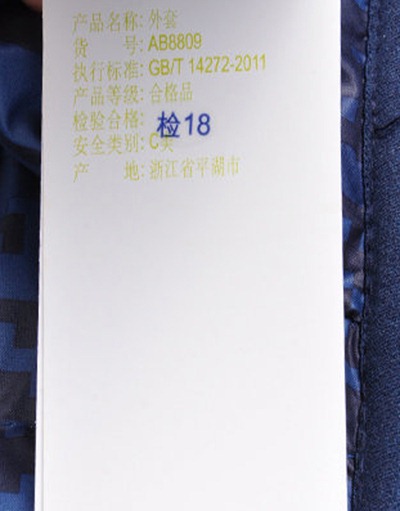 产品名称: 外套
货 号: AB8809
执行标准: GB/T 14272-2011
产品等级: 合格品
检验合格: 检18
安全类别: C类
产 地: 浙江省平湖市